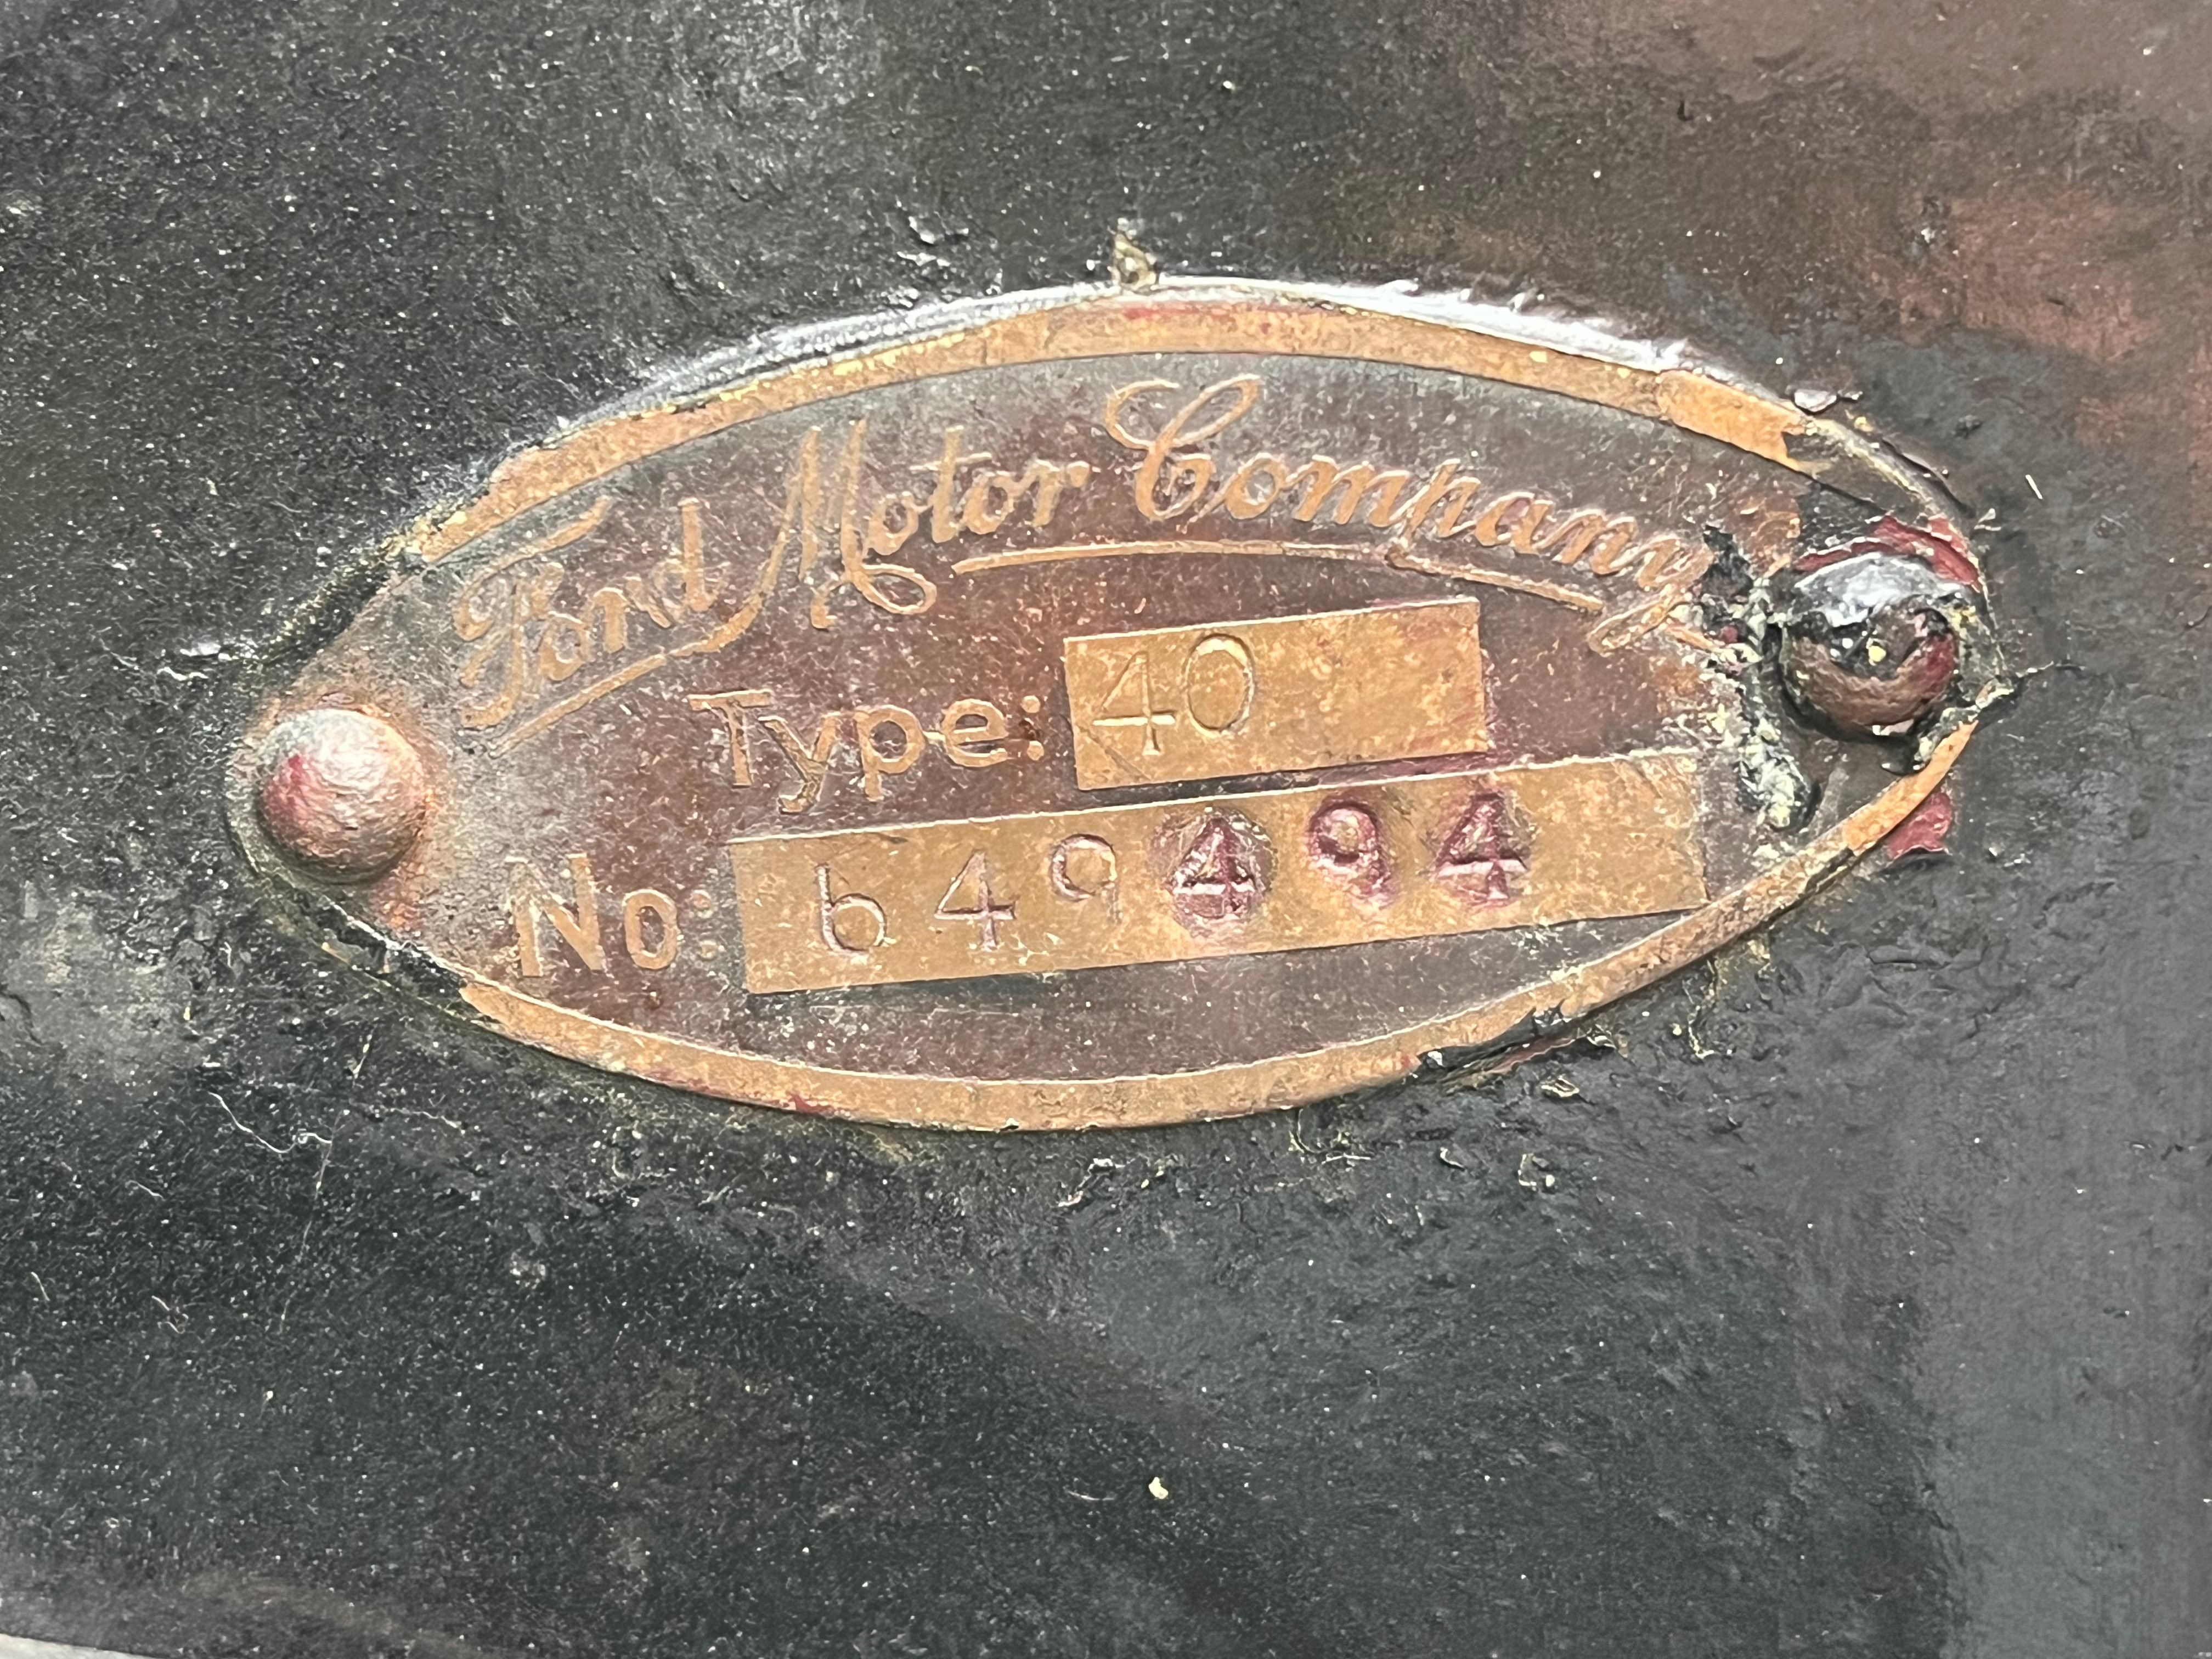 Ford Motor Company
Type: 40
No: 649494